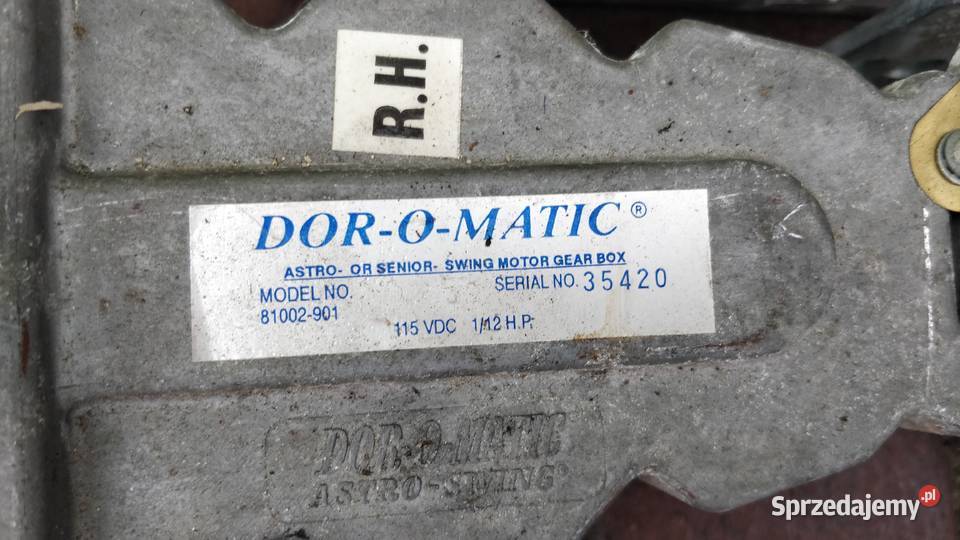 R.H.
DOR-O-MATIC ®
ASTRO- OR SENIOR- SWING MOTOR GEAR BOX
MODEL NO. SERIAL NO. 35420
81002-901
115 VDC 1/12 H.P.
DOR-O-MATIC
ASTRO-SWING®
Sprzedajemy.pl